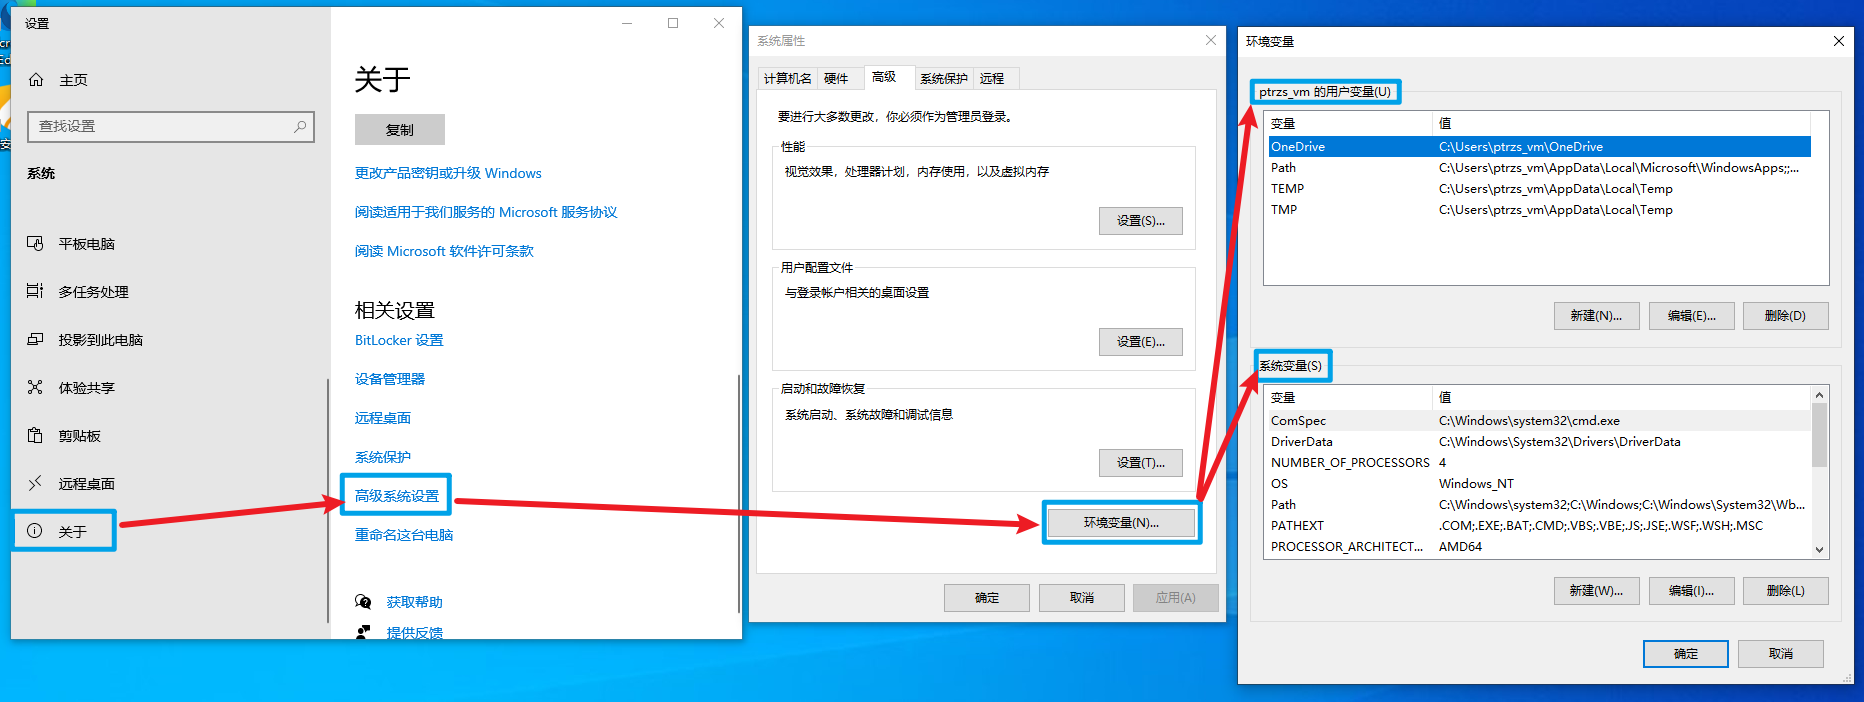 设置
主页
查找设置
系统
平板电脑
多任务处理
投影到此电脑
体验共享
剪贴板
远程桌面
关于
关于
复制
更改产品密钥或升级 Windows
阅读适用于我们服务的 Microsoft 服务协议
阅读 Microsoft 软件许可条款
相关设置
BitLocker 设置
设备管理器
远程桌面
系统保护
高级系统设置
重命名这台电脑
获取帮助
提供反馈
系统属性
计算机名 硬件 高级 系统保护 远程
要进行大多数更改，你必须作为管理员登录。
性能
视觉效果，处理器计划，内存使用，以及虚拟内存
设置(S)...
用户配置文件
与登录帐户相关的桌面设置
设置(E)...
启动和故障恢复
系统启动、系统故障和调试信息
设置(T)...
环境变量(N)...
确定 取消 应用(A)
环境变量
ptrzs_vm 的用户变量(U)
变量 值
OneDrive C:\Users\ptrzs_vm\OneDrive
Path C:\Users\ptrzs_vm\AppData\Local\Microsoft\WindowsApps;;...
TEMP C:\Users\ptrzs_vm\AppData\Local\Temp
TMP C:\Users\ptrzs_vm\AppData\Local\Temp
新建(N)... 编辑(E)... 删除(D)
系统变量(S)
变量 值
ComSpec C:\Windows\system32\cmd.exe
DriverData C:\Windows\System32\Drivers\DriverData
NUMBER_OF_PROCESSORS 4
OS Windows_NT
Path C:\Windows\system32;C:\Windows;C:\Windows\System32\Wb...
PATHEXT .COM;.EXE;.BAT;.CMD;.VBS;.VBE;.JS;.JSE;.WSF;.WSH;.MSC
PROCESSOR_ARCHITECT... AMD64
新建(W)... 编辑(I)... 删除(L)
确定 取消